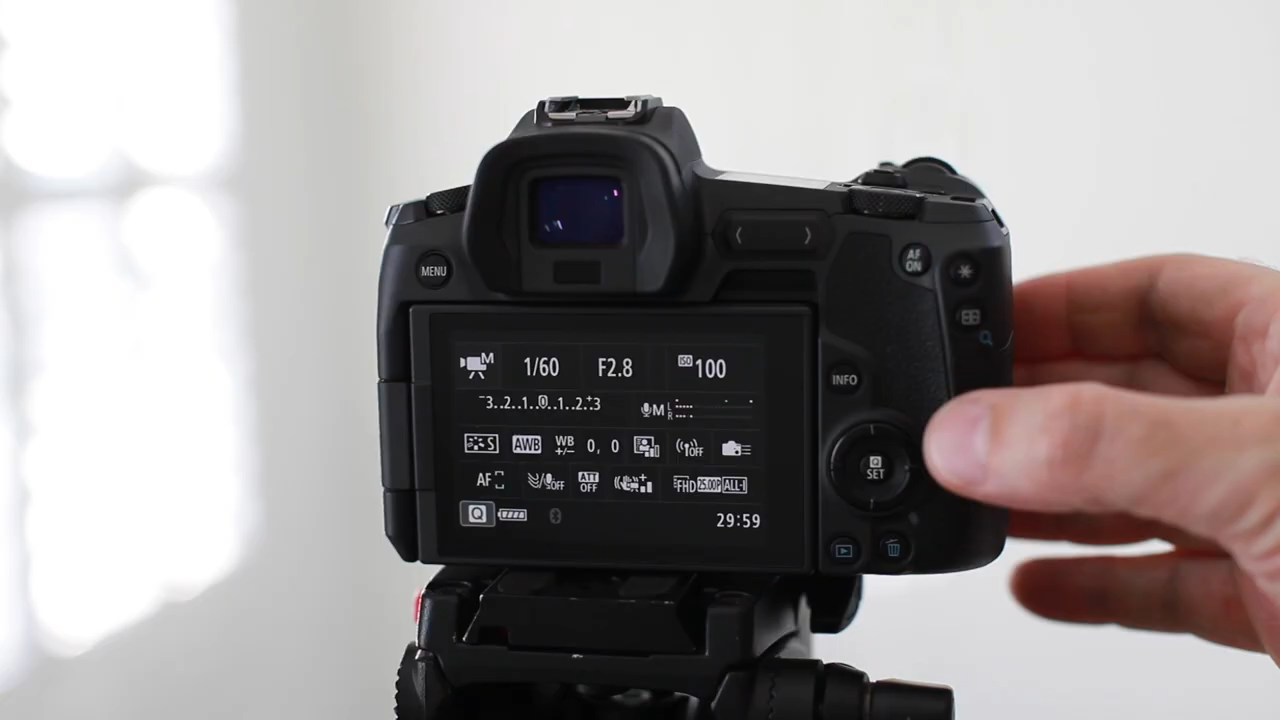 MENU
AF
ON
M 1/60 F2.8 ISO 100
-3..2..1..0..1..2.+3 M L
R
S AWB WB
+/- 0, 0 OFF
AF OFF ATT
OFF FHD 25.00P ALL-I
Q 29:59
INFO
Q
SET